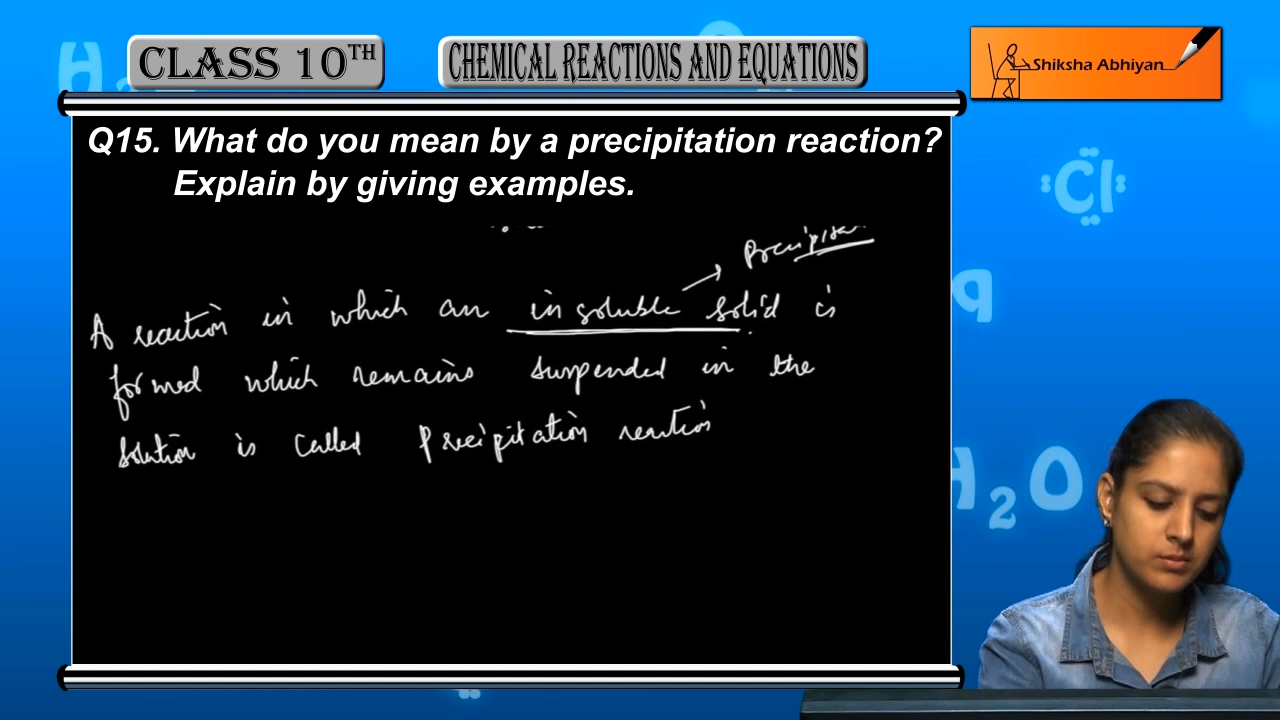 CLASS 10TH
CHEMICAL REACTIONS AND EQUATIONS
Shiksha Abhiyan
Q15. What do you mean by a precipitation reaction?
Explain by giving examples.
A reaction in which an insoluble solid is
formed which remains suspended in the
solution is called Precipitation reaction
Cl
H₂O